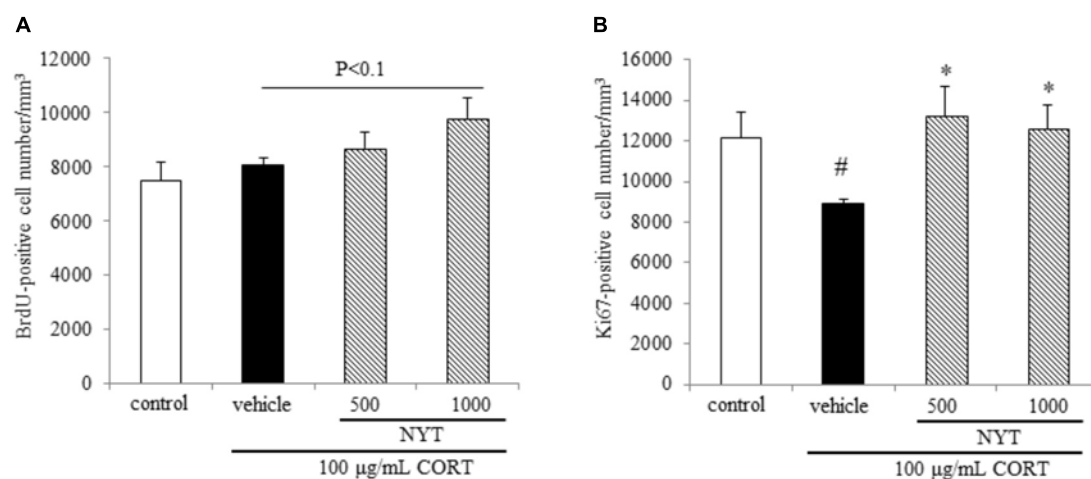 A
BrdU-positive cell number/mm³
12000
10000
8000
6000
4000
2000
0
P<0.1
control
vehicle
500
1000
NYT
100 μg/mL CORT
B
Ki67-positive cell number/mm³
16000
14000
12000
10000
8000
6000
4000
2000
0
#
*
*
control
vehicle
500
1000
NYT
100 μg/mL CORT